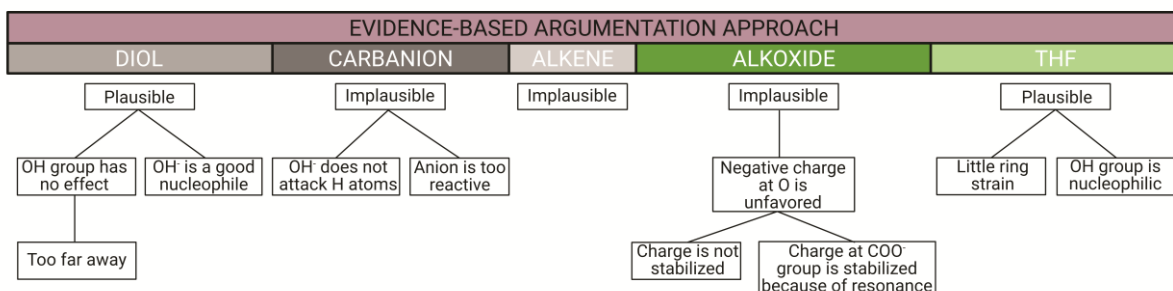 EVIDENCE-BASED ARGUMENTATION APPROACH
DIOL
CARBANION
ALKENE
ALKOXIDE
THF
Plausible
Implausible
Implausible
Implausible
Plausible
OH group has
no effect
OH⁻ is a good
nucleophile
OH⁻ does not
attack H atoms
Anion is too
reactive
Negative charge
at O is
unfavored
Little ring
strain
OH group is
nucleophilic
Too far away
Charge is not
stabilized
Charge at COO⁻
group is stabilized
because of resonance